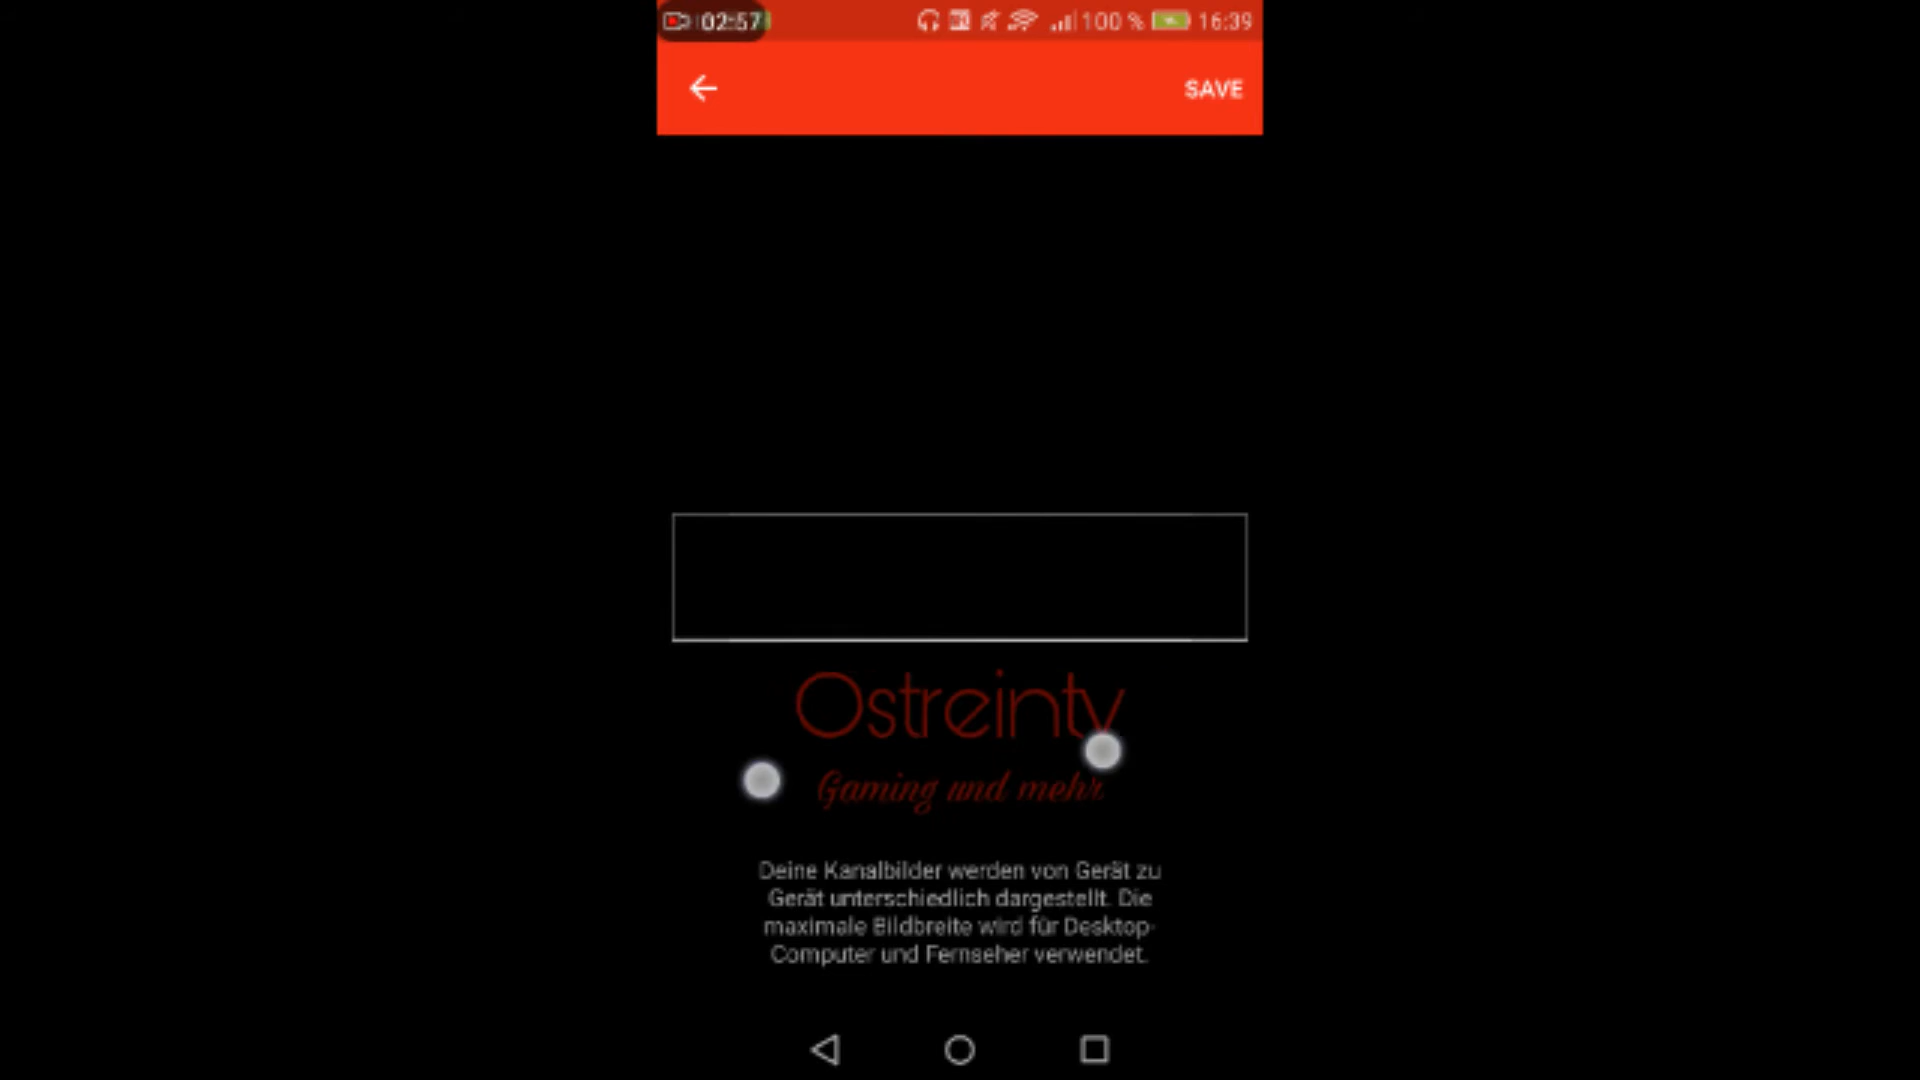 02:57 100 % 16:39
SAVE
Ostreinty
Gaming und mehr
Deine Kanalbilder werden von Gerät zu
Gerät unterschiedlich dargestellt. Die
maximale Bildbreite wird für Desktop-
Computer und Fernseher verwendet.